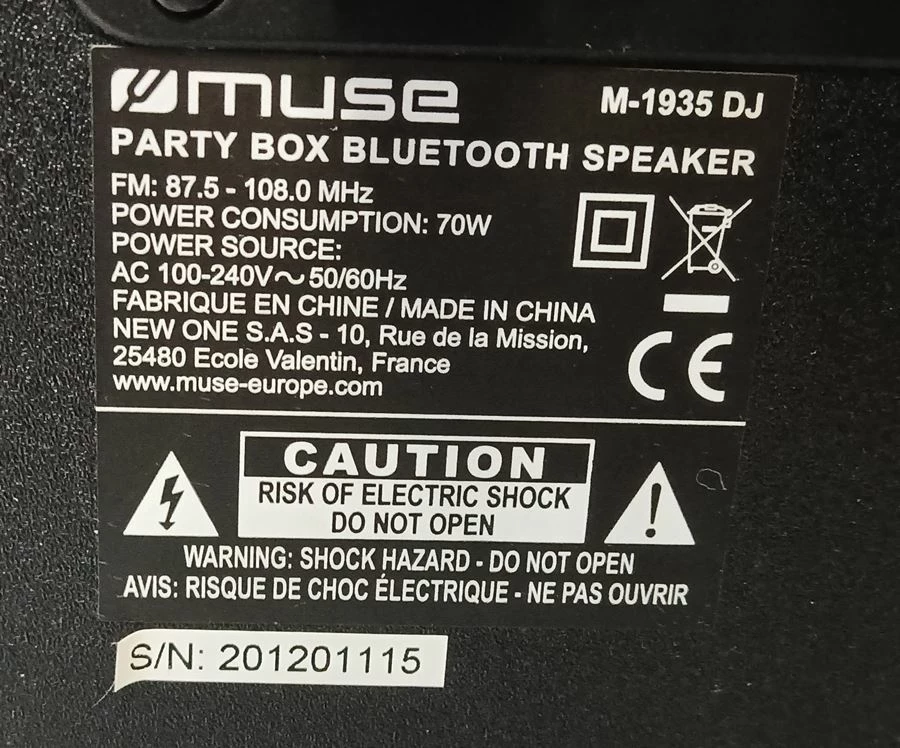 muse M-1935 DJ
PARTY BOX BLUETOOTH SPEAKER
FM: 87.5 - 108.0 MHz
POWER CONSUMPTION: 70W
POWER SOURCE:
AC 100-240V～50/60Hz
FABRIQUE EN CHINE / MADE IN CHINA
NEW ONE S.A.S - 10, Rue de la Mission,
25480 Ecole Valentin, France
www.muse-europe.com
CE
CAUTION
RISK OF ELECTRIC SHOCK
DO NOT OPEN
WARNING: SHOCK HAZARD - DO NOT OPEN
AVIS: RISQUE DE CHOC ÉLECTRIQUE - NE PAS OUVRIR
S/N: 201201115